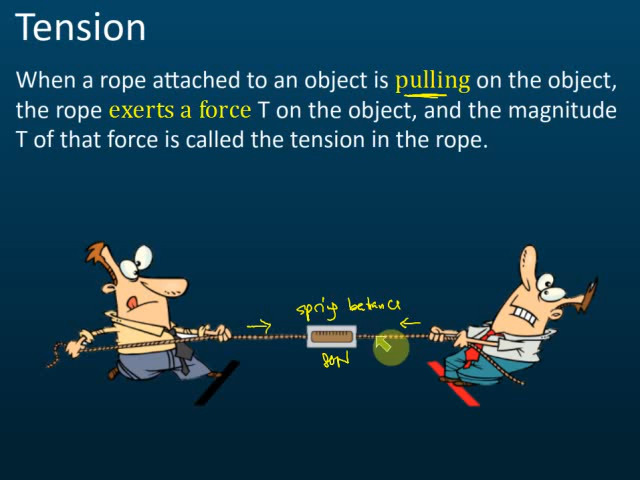 Tension
When a rope attached to an object is pulling on the object,
the rope exerts a force T on the object, and the magnitude
T of that force is called the tension in the rope.
spring balance
80N